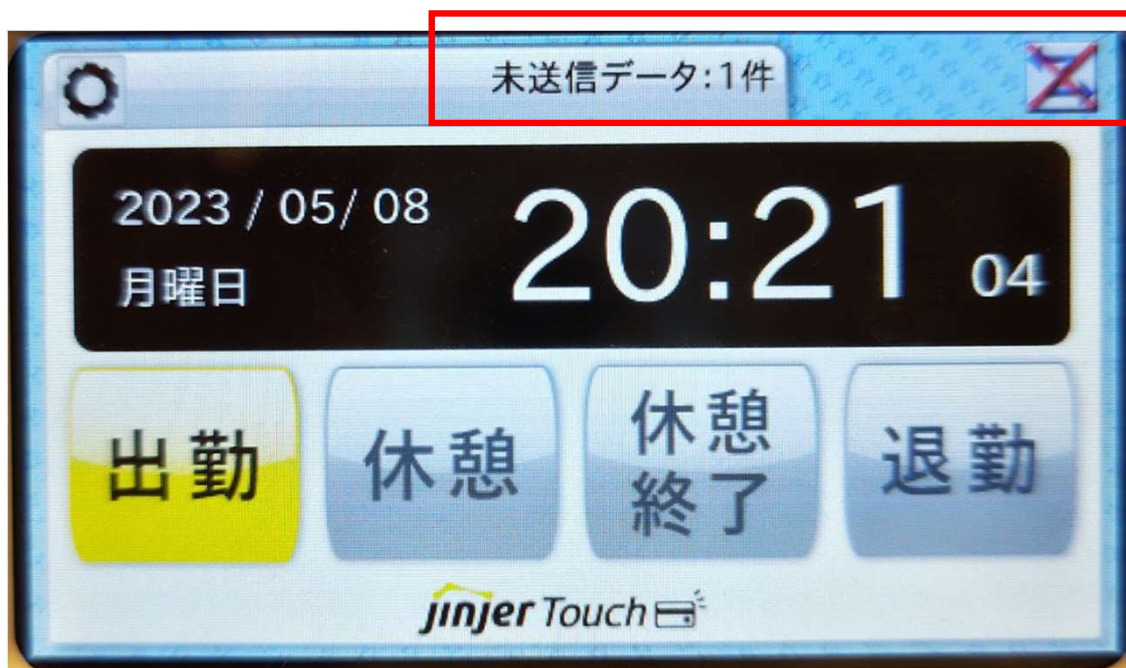 未送信データ:1件
2023 / 05/ 08
月曜日
20:21 04
出勤
休憩
休憩
終了
退勤
jinjer Touch